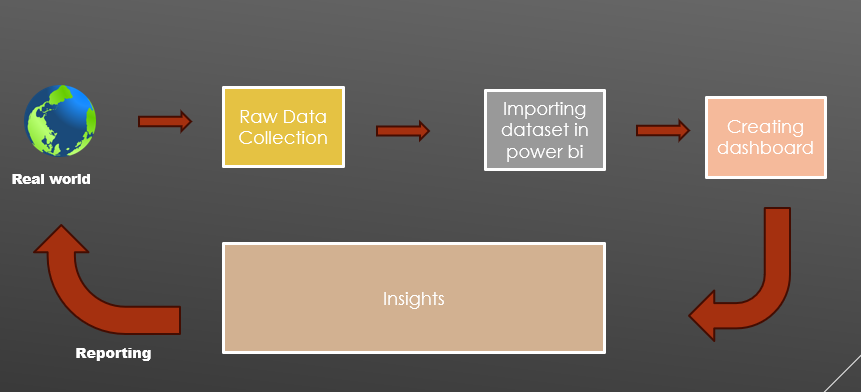 Raw Data
Collection
Importing
dataset in
power bi
Creating
dashboard
Real world
Insights
Reporting